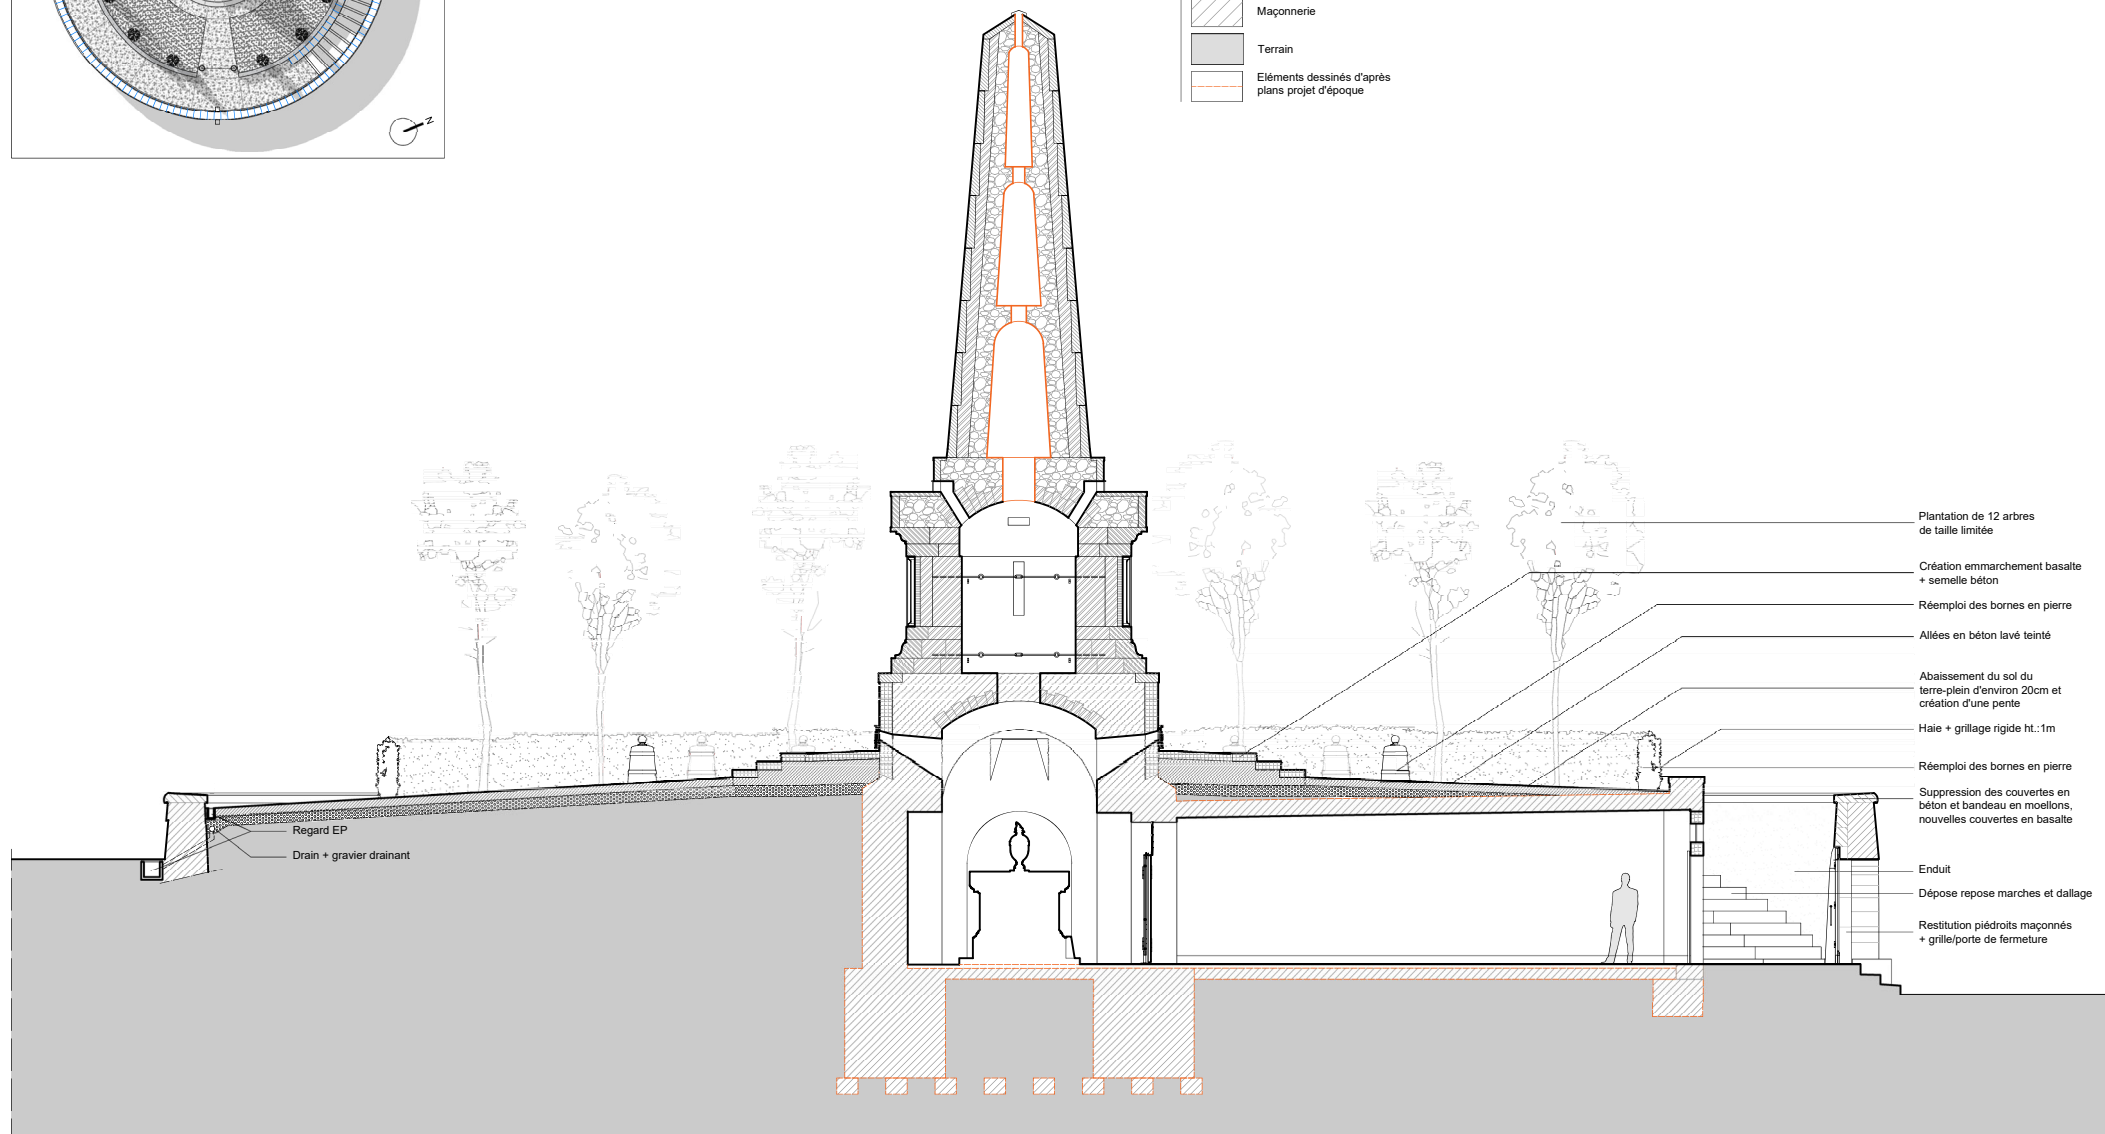 N
Maçonnerie
Terrain
Eléments dessinés d'après
plans projet d'époque
Plantation de 12 arbres
de taille limitée
Création emmarchement basalte
+ semelle béton
Réemploi des bornes en pierre
Allées en béton lavé teinté
Abaissement du sol du
terre-plein d'environ 20cm et
création d'une pente
Haie + grillage rigide ht.:1m
Réemploi des bornes en pierre
Suppression des couvertes en
béton et bandeau en moellons,
nouvelles couvertes en basalte
Regard EP
Drain + gravier drainant
Enduit
Dépose repose marches et dallage
Restitution piédroits maçonnés
+ grille/porte de fermeture